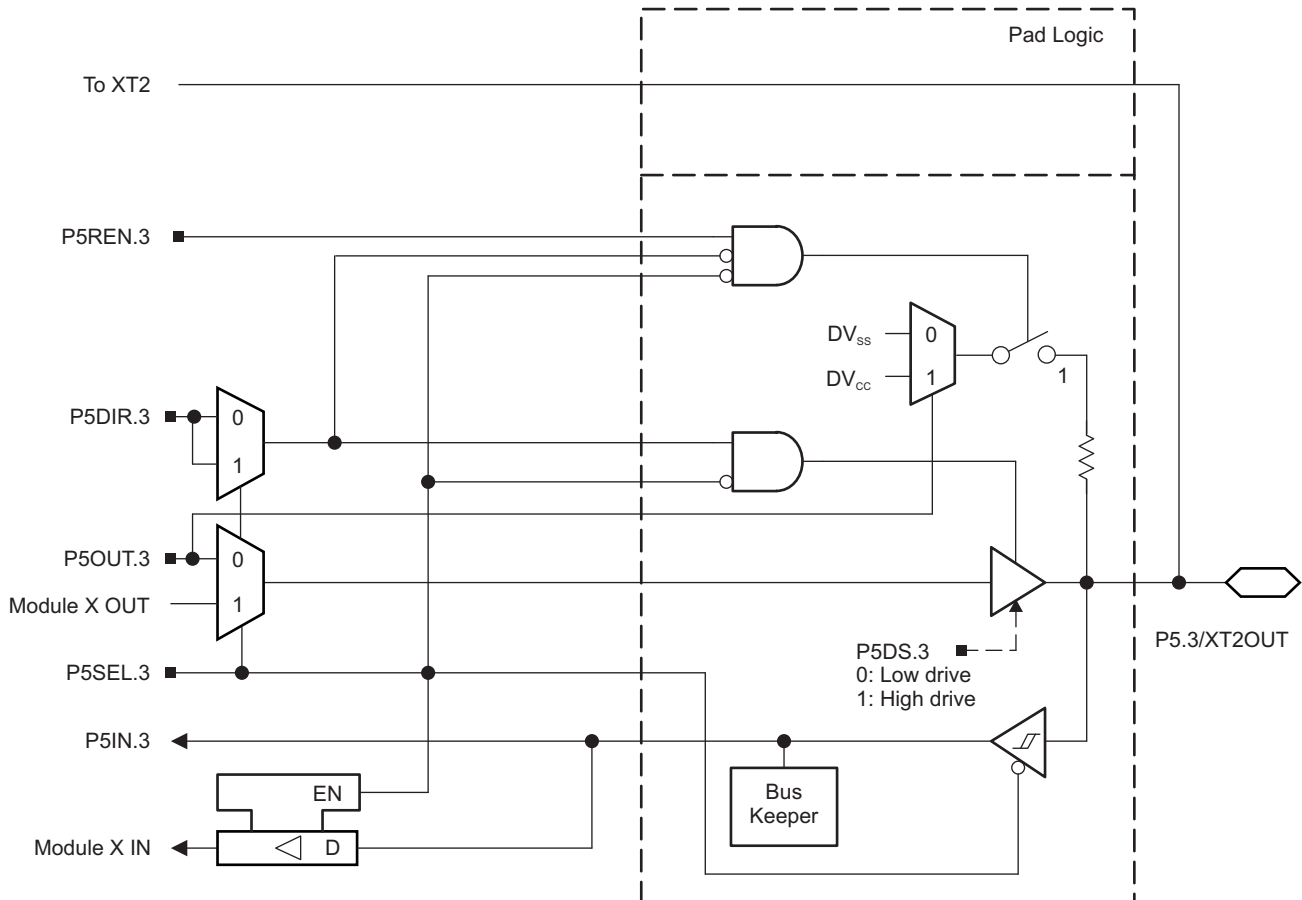 Pad Logic
To XT2
P5REN.3
DVSS
0
DVCC
1
1
P5DIR.3
0
1
P5OUT.3
0
Module X OUT
1
P5SEL.3
P5DS.3
0: Low drive
1: High drive
P5.3/XT2OUT
P5IN.3
EN
Bus
Keeper
Module X IN
D